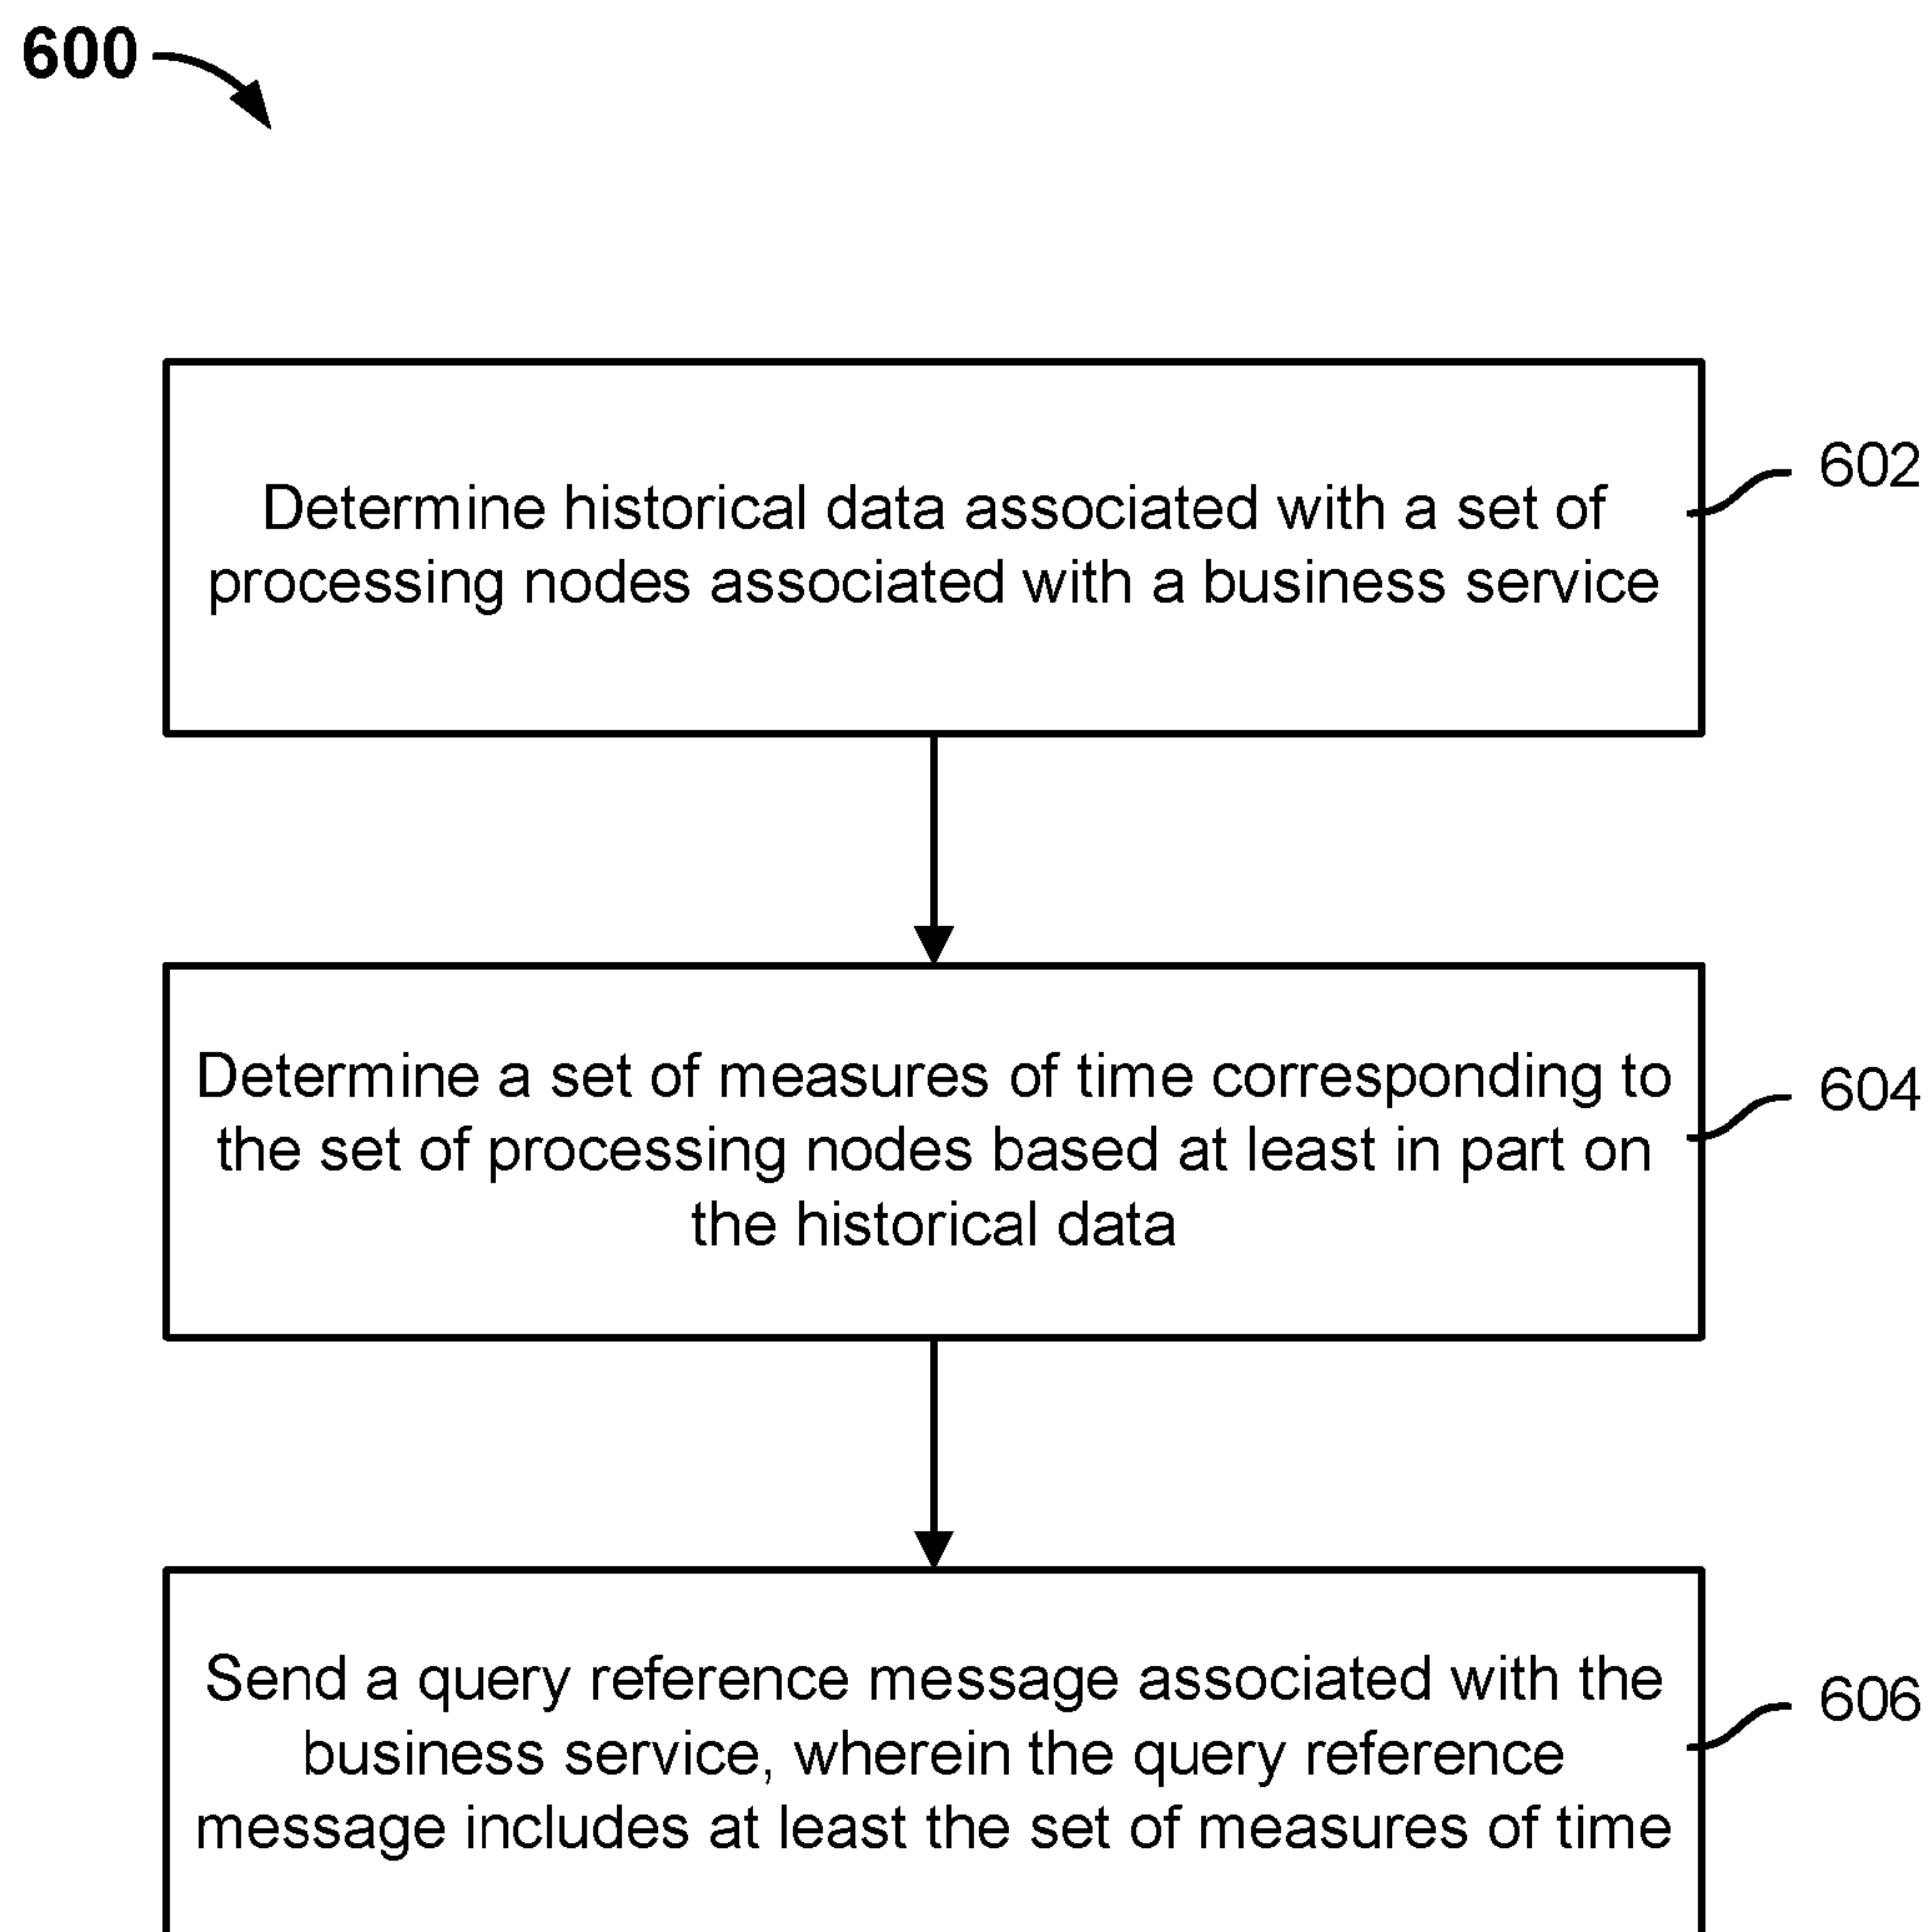 600
Determine historical data associated with a set of
processing nodes associated with a business service
602
Determine a set of measures of time corresponding to
the set of processing nodes based at least in part on
the historical data
604
Send a query reference message associated with the
business service, wherein the query reference
message includes at least the set of measures of time
606